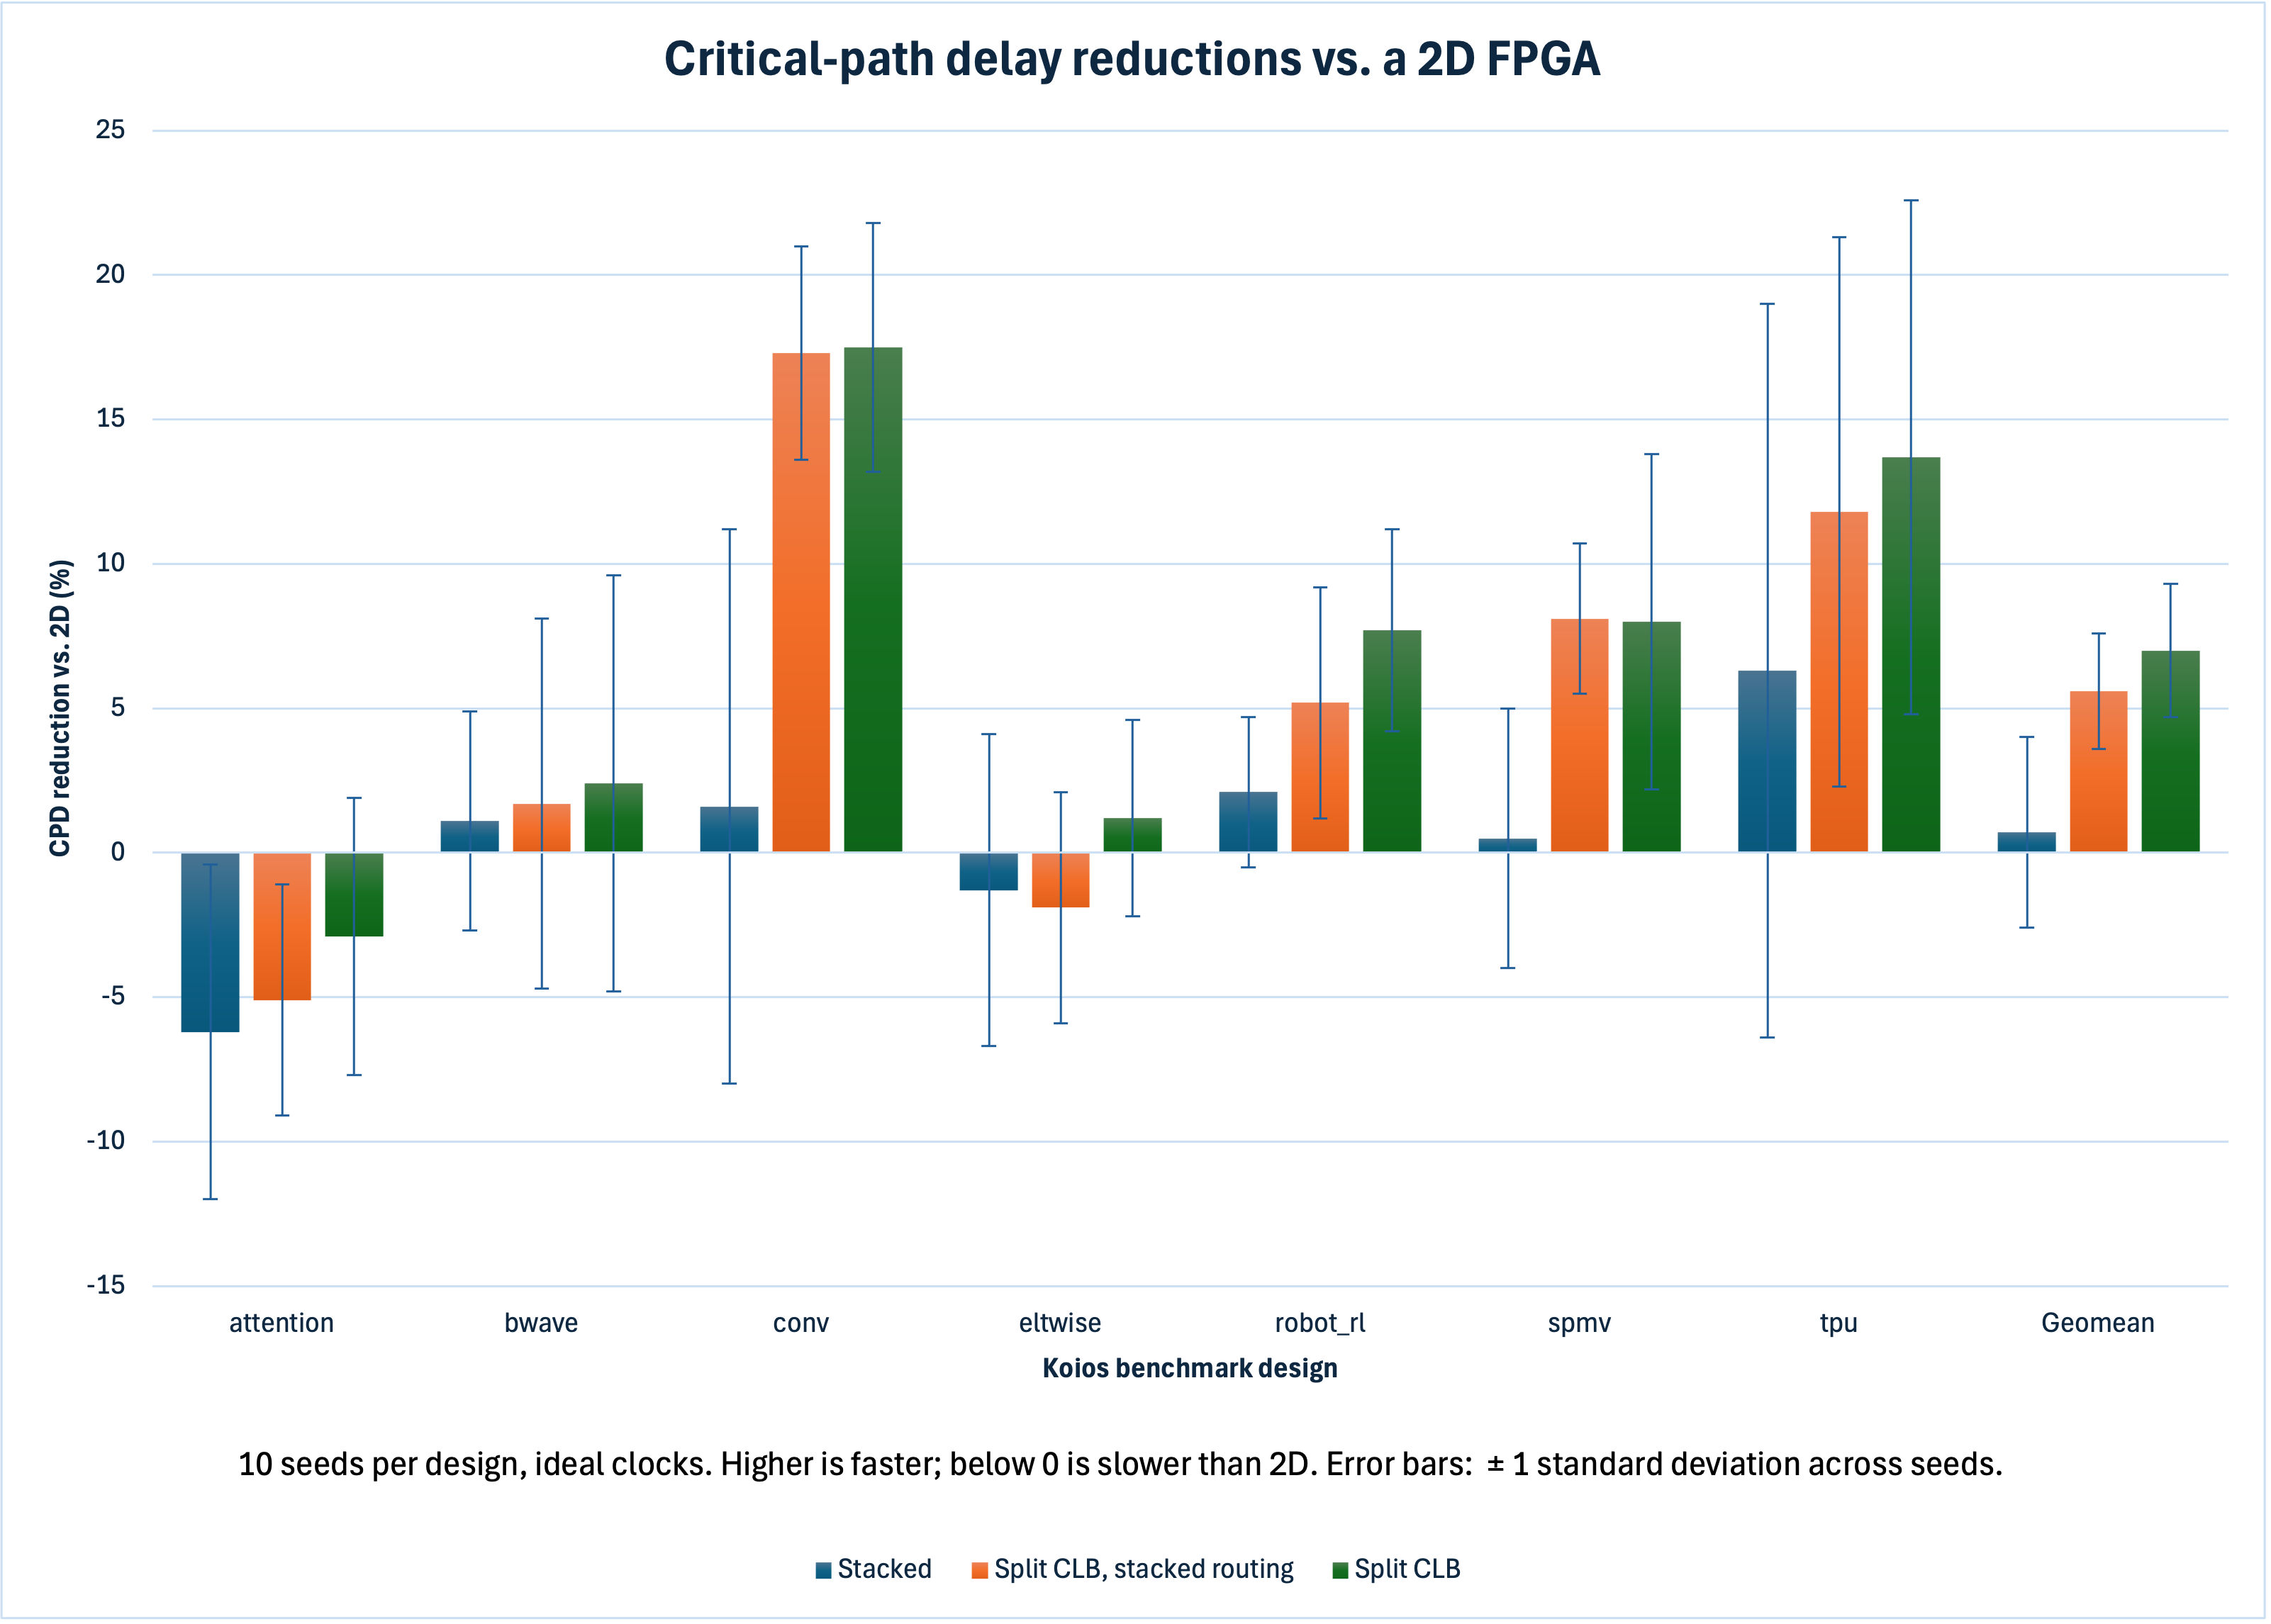 Critical-path delay reductions vs. a 2D FPGA
CPD reduction vs. 2D (%)
25
20
15
10
5
0
-5
-10
-15
attention bwave conv eltwise robot_rl spmv tpu Geomean
Koios benchmark design
10 seeds per design, ideal clocks. Higher is faster; below 0 is slower than 2D. Error bars: ± 1 standard deviation across seeds.
Stacked Split CLB, stacked routing Split CLB